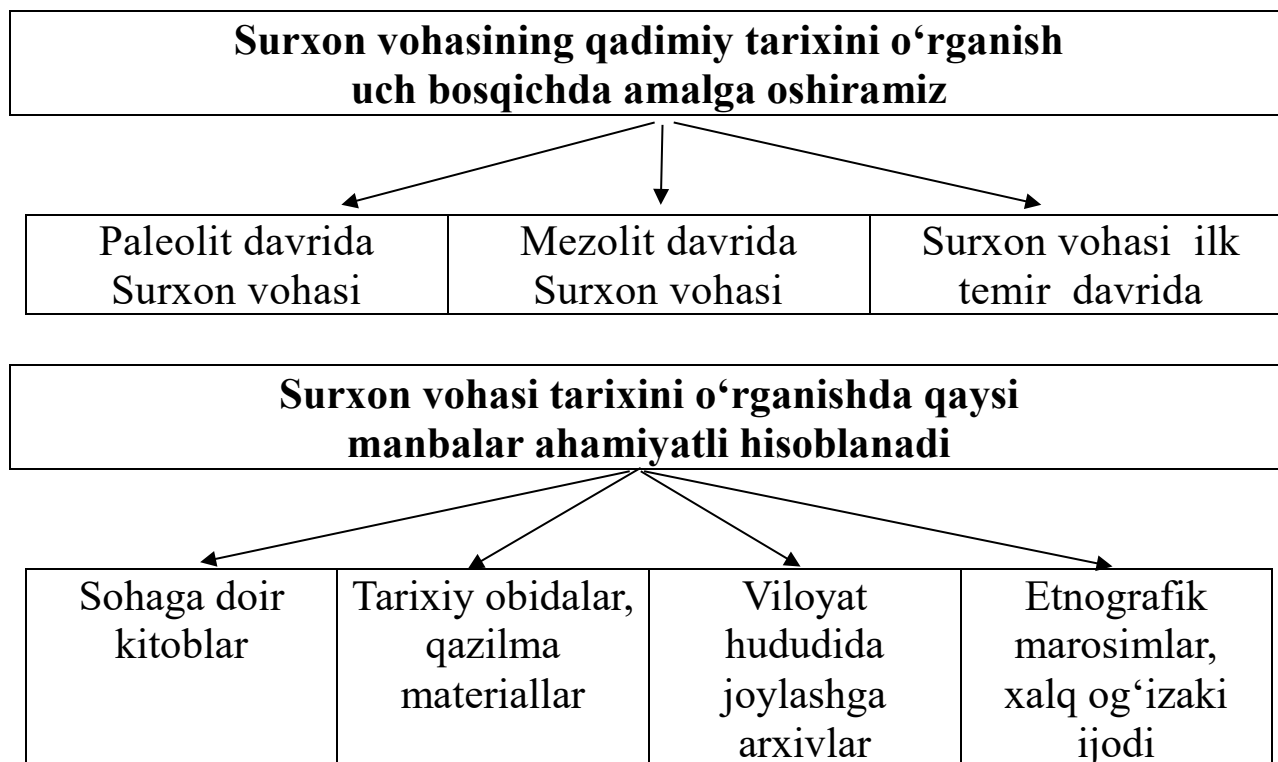 Surxon vohasining qadimiy tarixini o‘rganish
uch bosqichda amalga oshiramiz
Paleolit davrida
Surxon vohasi
Mezolit davrida
Surxon vohasi
Surxon vohasi ilk
temir davrida
Surxon vohasi tarixini o‘rganishda qaysi
manbalar ahamiyatli hisoblanadi
Sohaga doir
kitoblar
Tarixiy obidalar,
qazilma
materiallar
Viloyat
hududida
joylashga
arxivlar
Etnografik
marosimlar,
xalq og‘izaki
ijodi